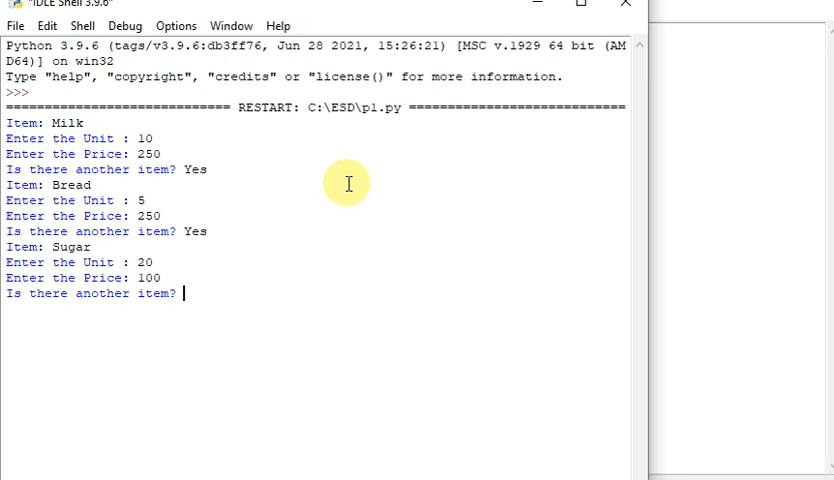 *IDLE Shell 3.9.6*
File Edit Shell Debug Options Window Help
Python 3.9.6 (tags/v3.9.6:db3ff76, Jun 28 2021, 15:26:21) [MSC v.1929 64 bit (AM
D64)] on win32
Type "help", "copyright", "credits" or "license()" for more information.
>>>
============================= RESTART: C:\ESD\p1.py ============================
Item: Milk
Enter the Unit : 10
Enter the Price: 250
Is there another item? Yes
Item: Bread
Enter the Unit : 5
Enter the Price: 250
Is there another item? Yes
Item: Sugar
Enter the Unit : 20
Enter the Price: 100
Is there another item?